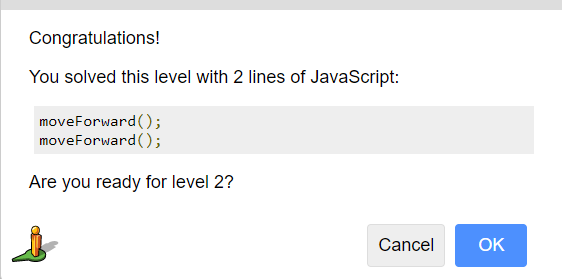 Congratulations!
You solved this level with 2 lines of JavaScript:
moveForward();
moveForward();
Are you ready for level 2?
Cancel
OK